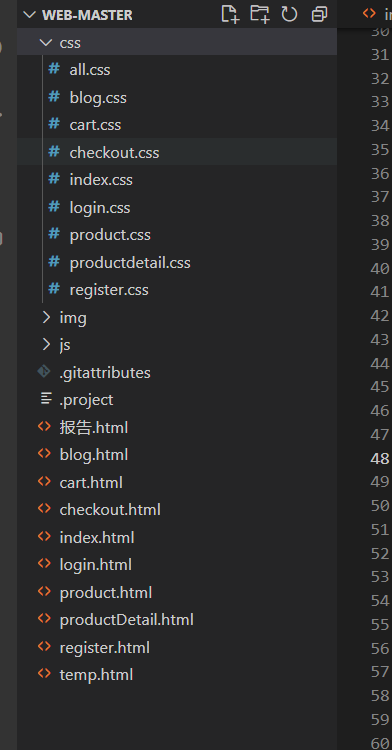 WEB-MASTER
css
# all.css
# blog.css
# cart.css
# checkout.css
# index.css
# login.css
# product.css
# productdetail.css
# register.css
img
js
.gitattributes
.project
<> 报告.html
<> blog.html
<> cart.html
<> checkout.html
<> index.html
<> login.html
<> product.html
<> productDetail.html
<> register.html
<> temp.html
<> in
30
31
32
33
34
35
36
37
38
39
40
41
42
43
44
45
46
47
48
49
50
51
52
53
54
55
56
57
58
59
60